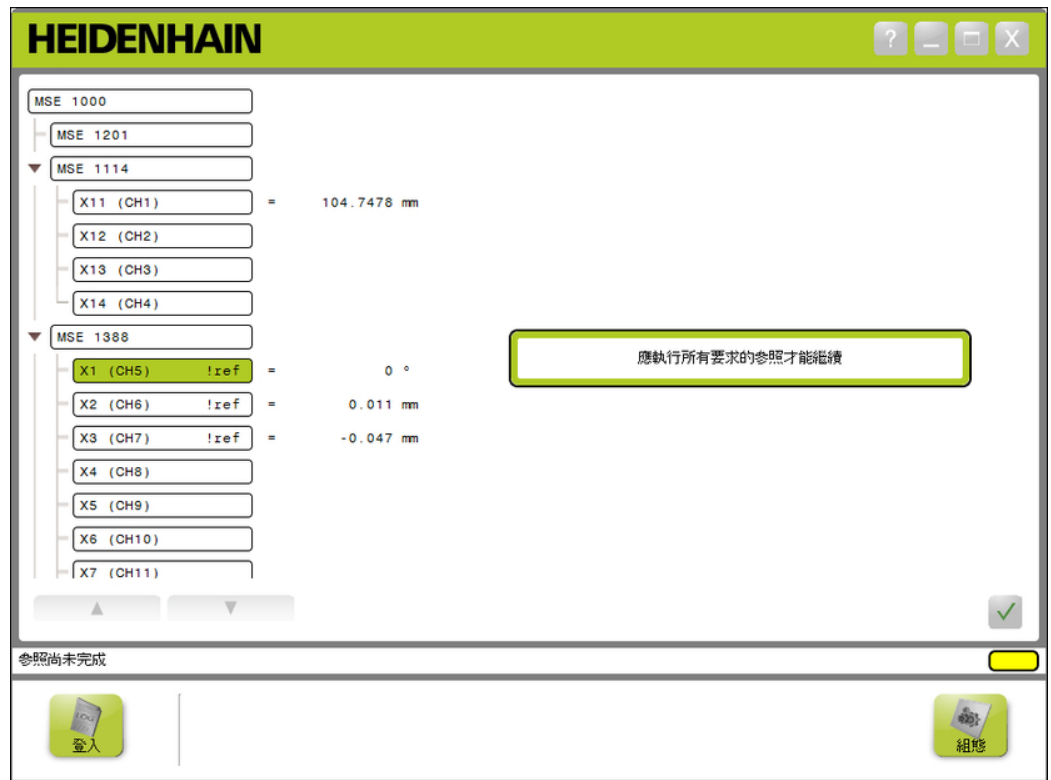 HEIDENHAIN
? X
MSE 1000
MSE 1201
MSE 1114
X11 (CH1) = 104.7478 mm
X12 (CH2)
X13 (CH3)
X14 (CH4)
MSE 1388
應執行所有要求的参照才能繼續
X1 (CH5) !ref = 0 °
X2 (CH6) !ref = 0.011 mm
X3 (CH7) !ref = -0.047 mm
X4 (CH8)
X5 (CH9)
X6 (CH10)
X7 (CH11)
参照尚未完成
LOG
登入
組態